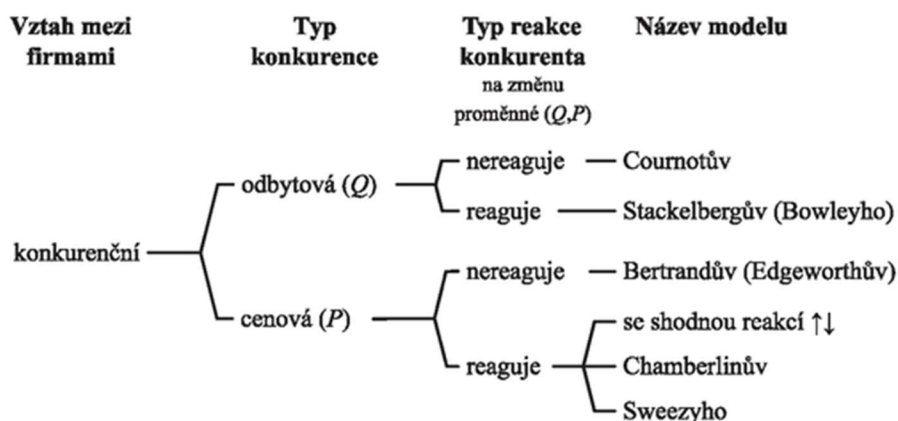 Vztah mezi firmami
Typ konkurence
Typ reakce konkurenta
na změnu
proměnné (Q,P)
Název modelu
konkurenční
odbytová (Q)
nereaguje
Cournotův
reaguje
Stackelbergův (Bowleyho)
cenová (P)
nereaguje
Bertrandův (Edgeworthův)
reaguje
se shodnou reakcí ↑↓
Chamberlinův
Sweezyho